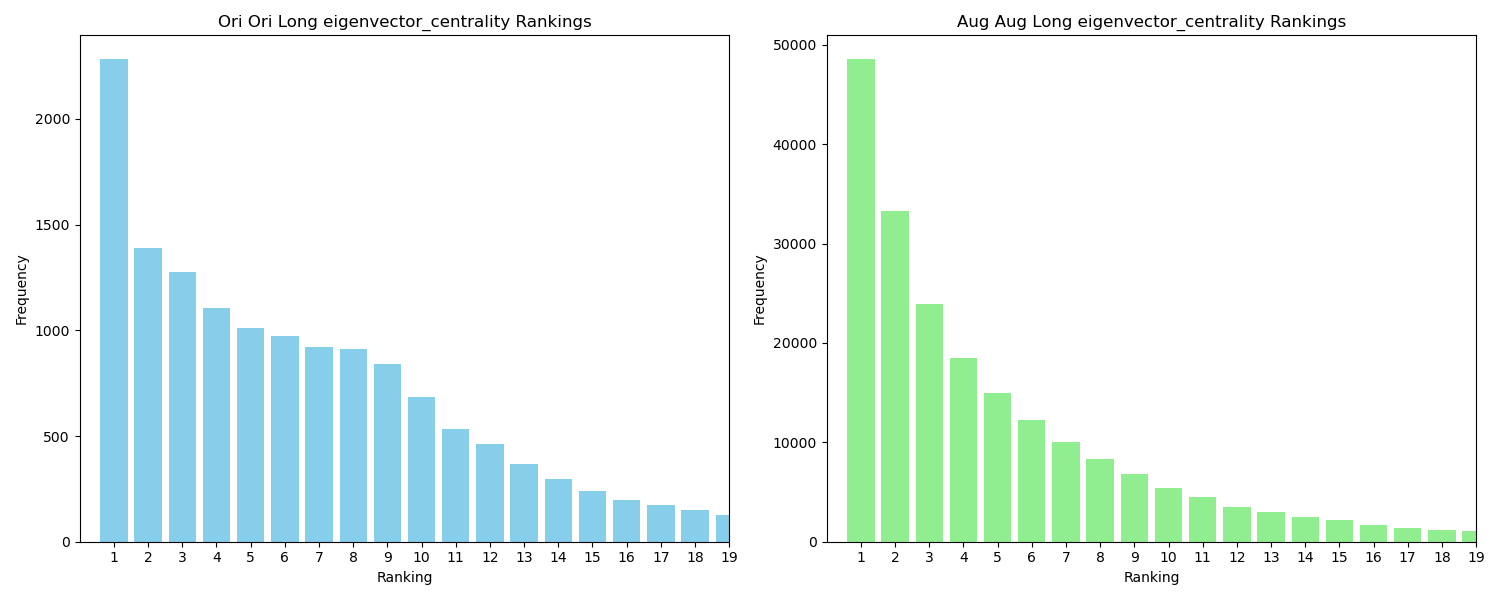 Ori Ori Long eigenvector_centrality Rankings
Frequency
2000
1500
1000
500
0
1 2 3 4 5 6 7 8 9 10 11 12 13 14 15 16 17 18 19
Ranking
Aug Aug Long eigenvector_centrality Rankings
Frequency
50000
40000
30000
20000
10000
0
1 2 3 4 5 6 7 8 9 10 11 12 13 14 15 16 17 18 19
Ranking